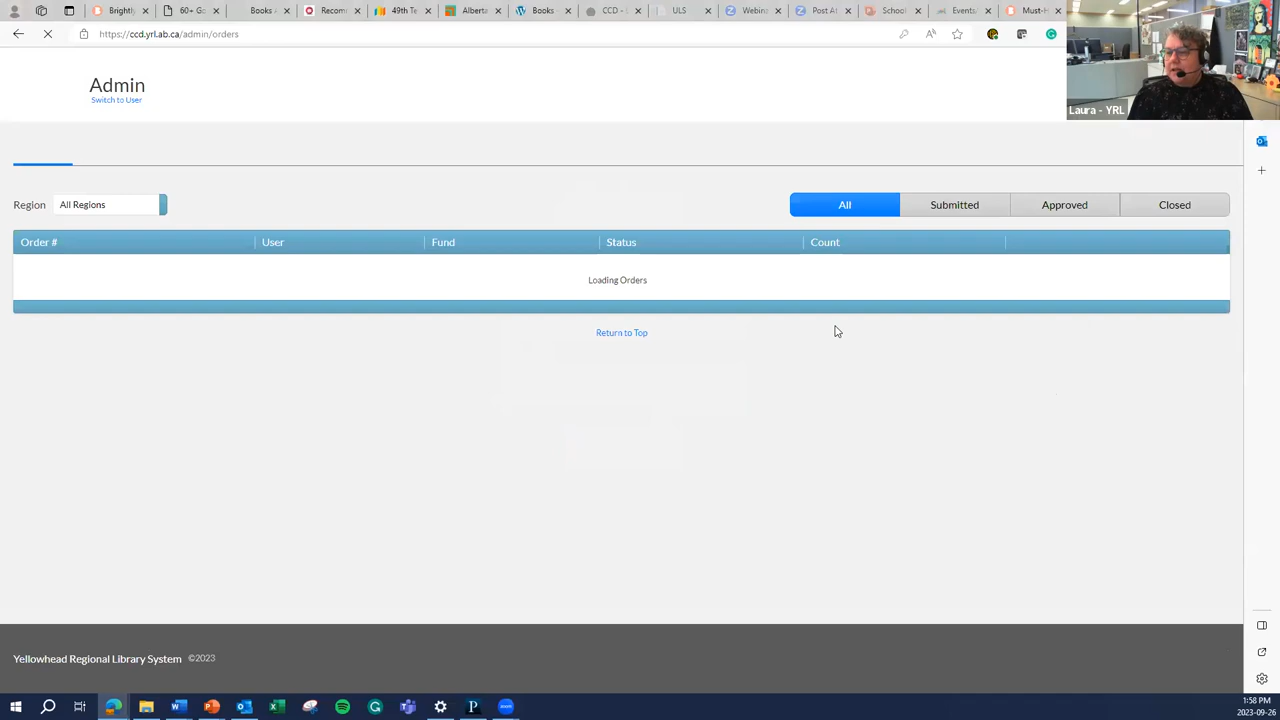 Brightly
60+ Ga
Books A
Recom
49th Te
Alberta
Books
CCD - L
ULS
Webina
Post At
School
Events/
Must-H
https://ccd.yrl.ab.ca/admin/orders
Laura - YRL
Admin
Switch to User
Region All Regions
All Submitted Approved Closed
Order # User Fund Status Count
Loading Orders
Return to Top
Yellowhead Regional Library System ©2023
1:58 PM
2023-09-26